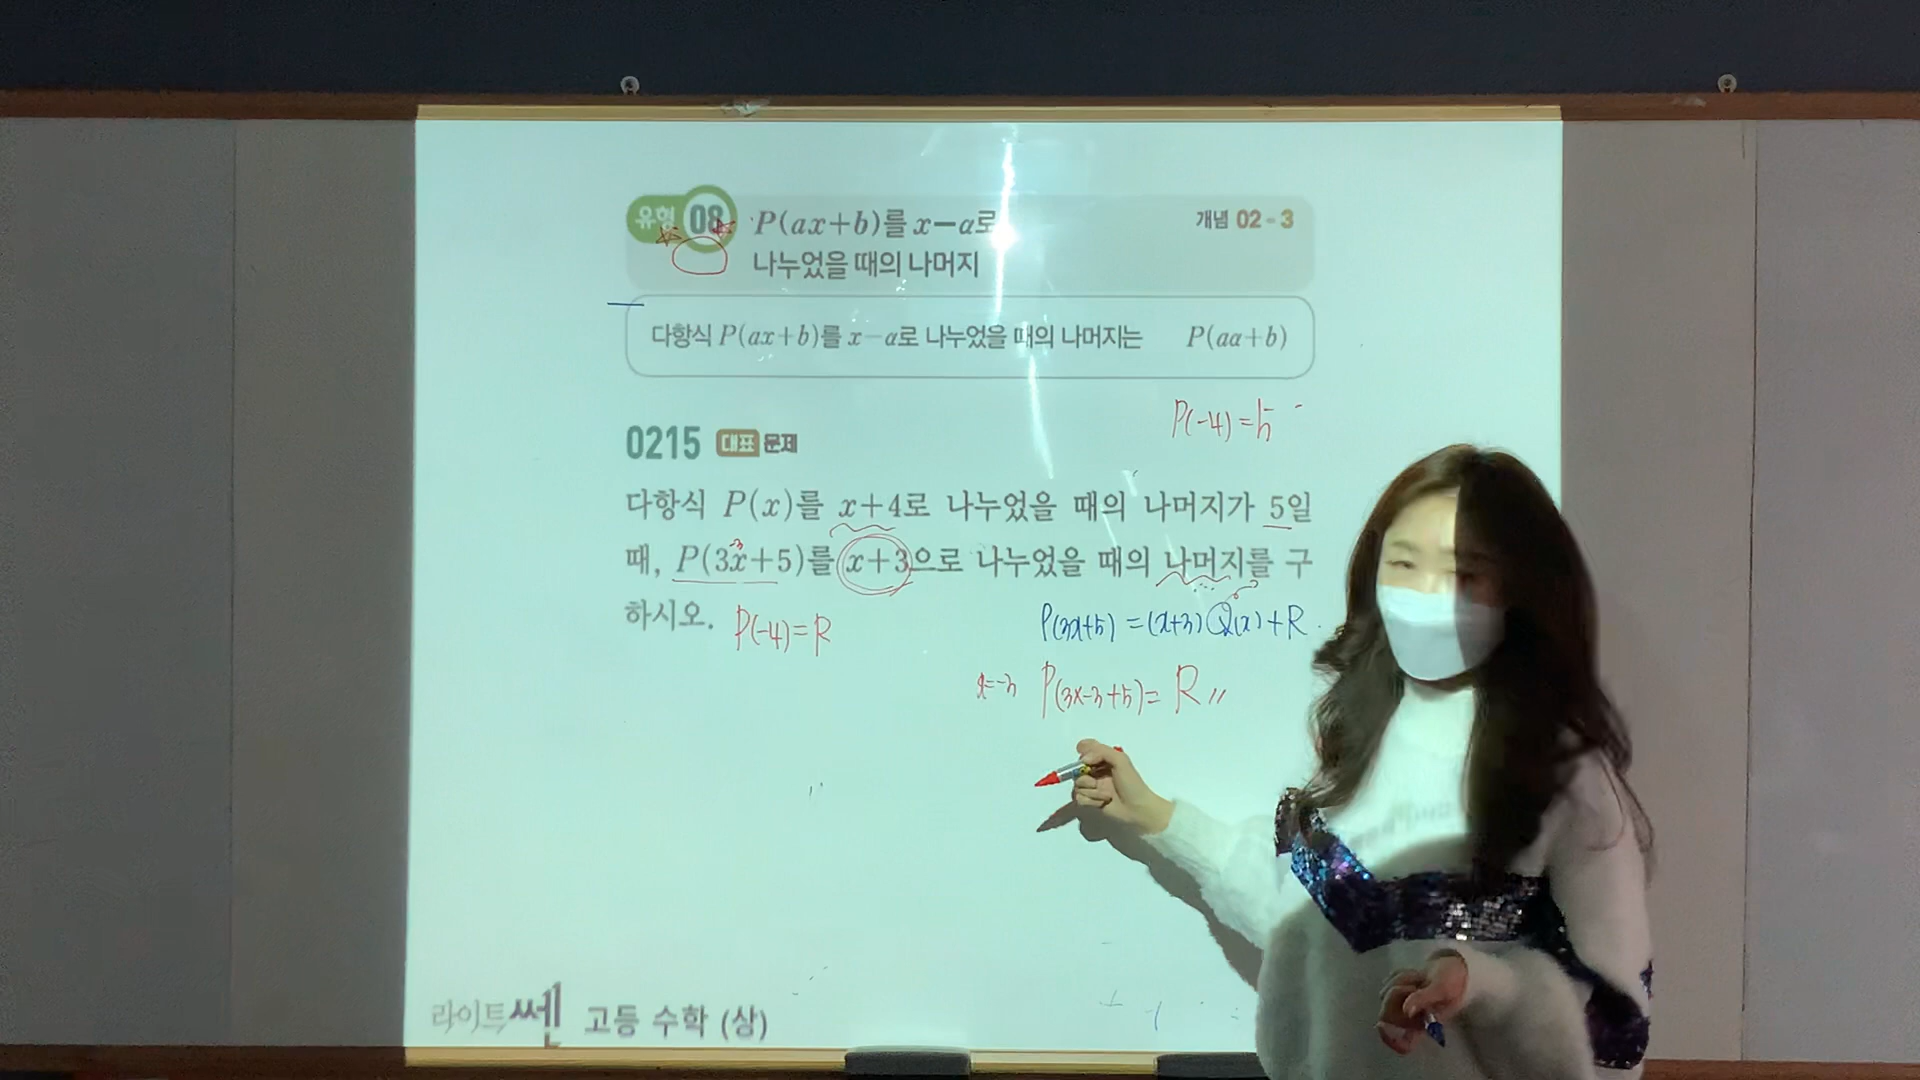 유형 08 P(ax+b)를 x-α로 개념 02-3
나누었을 때의 나머지
다항식 P(ax+b)를 x-α로 나누었을 때의 나머지는 P(aα+b)
P(-4)=5
0215 대표 문제
다항식 P(x)를 x+4로 나누었을 때의 나머지가 5일
-3
때, P(3x+5)를 x+3으로 나누었을 때의 나머지를 구
하시오. P(-4)=R
P(3x+5)=(x+3)Q(x)+R.
x=-3 P(3x-3+5)=R
라이트쎈 고등 수학 (상)